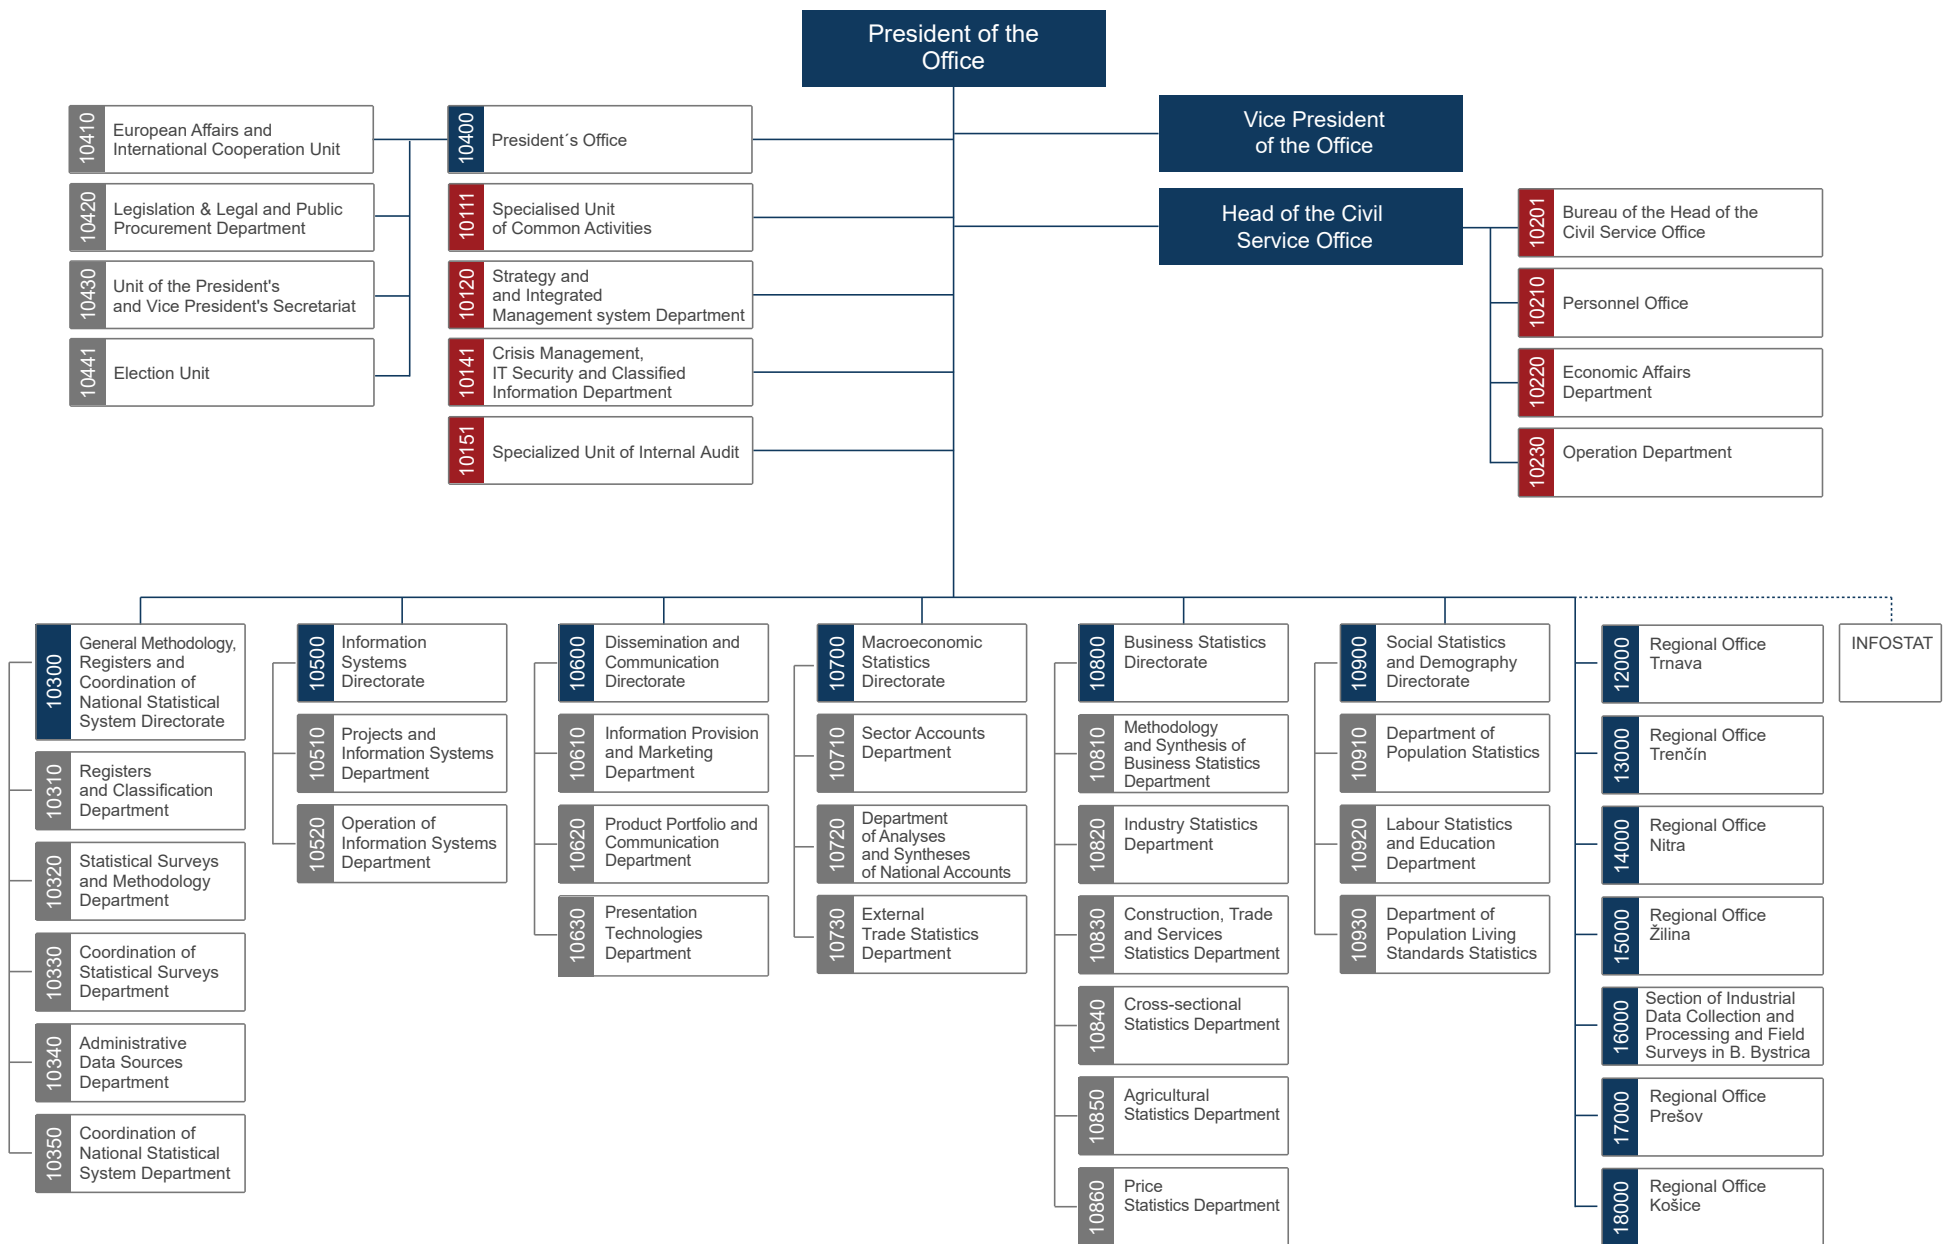 President of the
Office
Vice President
of the Office
Head of the Civil
Service Office
10410
European Affairs and
International Cooperation Unit
10420
Legislation & Legal and Public
Procurement Department
10430
Unit of the President's
and Vice President's Secretariat
10441
Election Unit
10400
President´s Office
10111
Specialised Unit
of Common Activities
10120
Strategy and
and Integrated
Management system Department
10141
Crisis Management,
IT Security and Classified
Information Department
10151
Specialized Unit of Internal Audit
10201
Bureau of the Head of the
Civil Service Office
10210
Personnel Office
10220
Economic Affairs
Department
10230
Operation Department
10300
General Methodology,
Registers and
Coordination of
National Statistical
System Directorate
10310
Registers
and Classification
Department
10320
Statistical Surveys
and Methodology
Department
10330
Coordination of
Statistical Surveys
Department
10340
Administrative
Data Sources
Department
10350
Coordination of
National Statistical
System Department
10500
Information
Systems
Directorate
10510
Projects and
Information Systems
Department
10520
Operation of
Information Systems
Department
10600
Dissemination and
Communication
Directorate
10610
Information Provision
and Marketing
Department
10620
Product Portfolio and
Communication
Department
10630
Presentation
Technologies
Department
10700
Macroeconomic
Statistics
Directorate
10710
Sector Accounts
Department
10720
Department
of Analyses
and Syntheses
of National Accounts
10730
External
Trade Statistics
Department
10800
Business Statistics
Directorate
10810
Methodology
and Synthesis of
Business Statistics
Department
10820
Industry Statistics
Department
10830
Construction, Trade
and Services
Statistics Department
10840
Cross-sectional
Statistics Department
10850
Agricultural
Statistics Department
10860
Price
Statistics Department
10900
Social Statistics
and Demography
Directorate
10910
Department of
Population Statistics
10920
Labour Statistics
and Education
Department
10930
Department of
Population Living
Standards Statistics
12000
Regional Office
Trnava
13000
Regional Office
Trenčín
14000
Regional Office
Nitra
15000
Regional Office
Žilina
16000
Section of Industrial
Data Collection and
Processing and Field
Surveys in B. Bystrica
17000
Regional Office
Prešov
18000
Regional Office
Košice
INFOSTAT